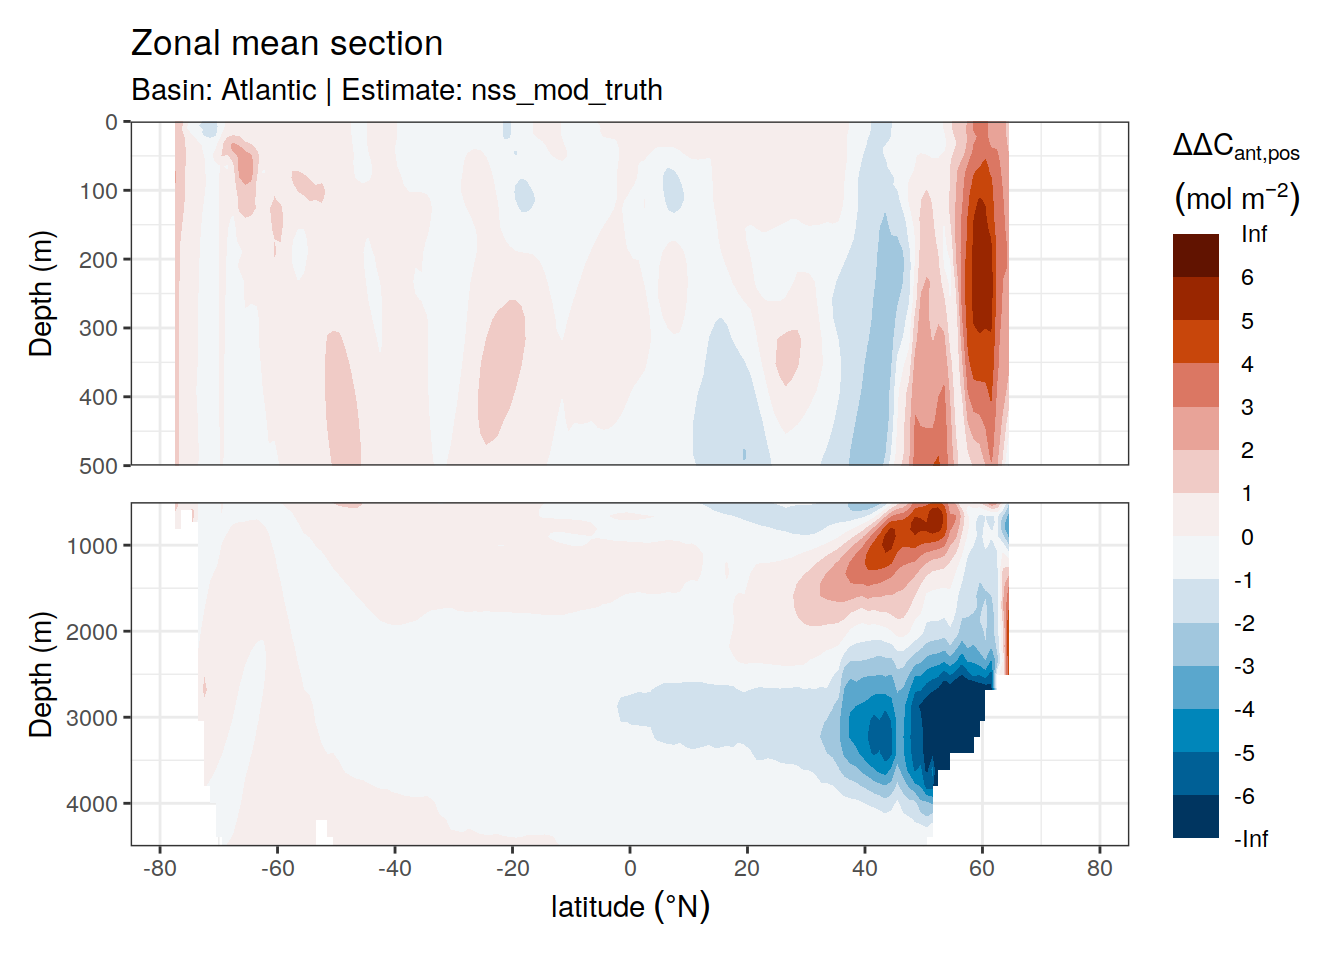 Zonal mean section
Basin: Atlantic | Estimate: nss_mod_truth
0
100
200
300
400
500
Depth (m)
1000
2000
3000
4000
Depth (m)
-80 -60 -40 -20 0 20 40 60 80
latitude (°N)
ΔΔCant,pos
(mol m−2)
Inf
6
5
4
3
2
1
0
-1
-2
-3
-4
-5
-6
-Inf